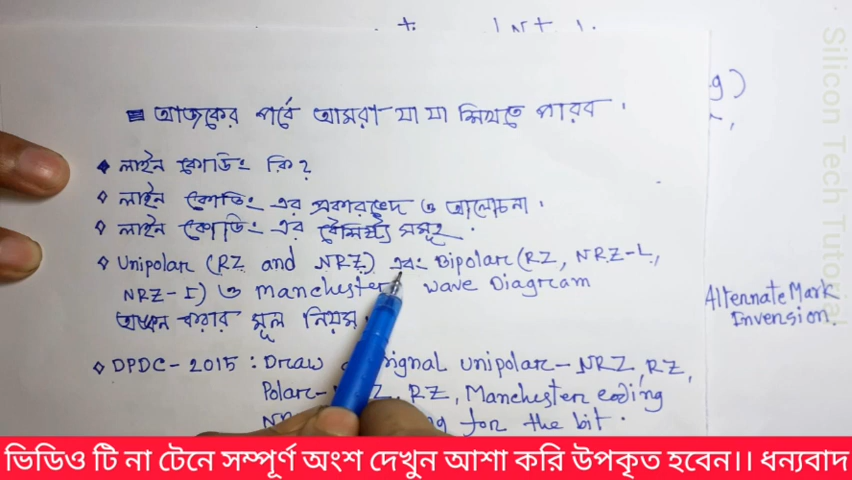 আজকের পর্বে আমরা যা যা শিখতে পারব।
লাইন কোডিং কি?
লাইন কোডিং এর প্রকারভেদ ও আলোচনা।
লাইন কোডিং এর বৈশিষ্ট্য সমূহ.
Unipolar (RZ and NRZ) এবং Bipolar (RZ, NRZ-L,
NRZ-I) ও Manchester wave Diagram
অঙ্কন করার মূল নিয়ম।
DPDC-2015 : Draw signal Unipolar-NRZ, RZ,
Polar- RZ, Manchester coding
for the bit.
Alternate Mark
Invension.
Silicon Tech Tutorial
ভিডিও টি না টেনে সম্পূর্ণ অংশ দেখুন আশা করি উপকৃত হবেন।। ধন্যবাদ